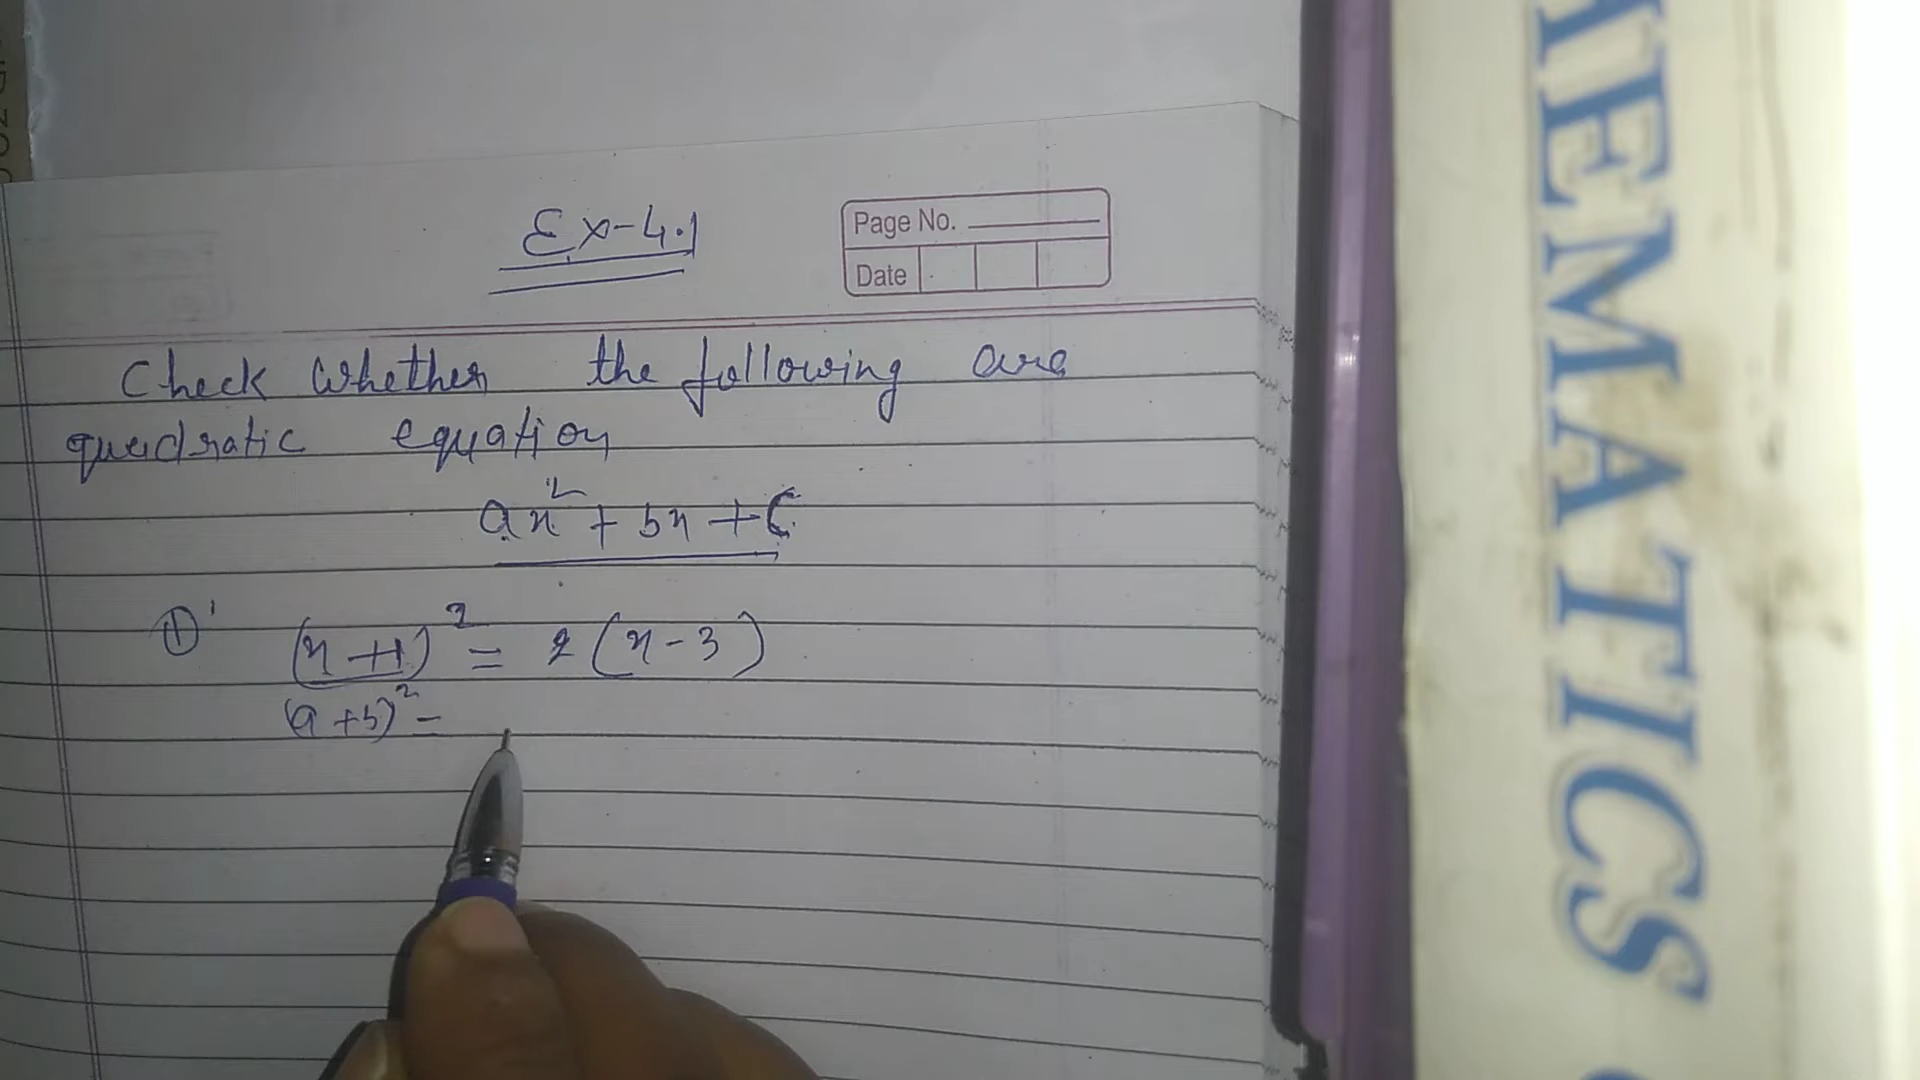 Ex-4.1
Page No.
Date
Check whether the following are
quadratic equation
ax² + bx + c
① (x+1)² = 2(x-3)
(a+b)² =
HEMATICS